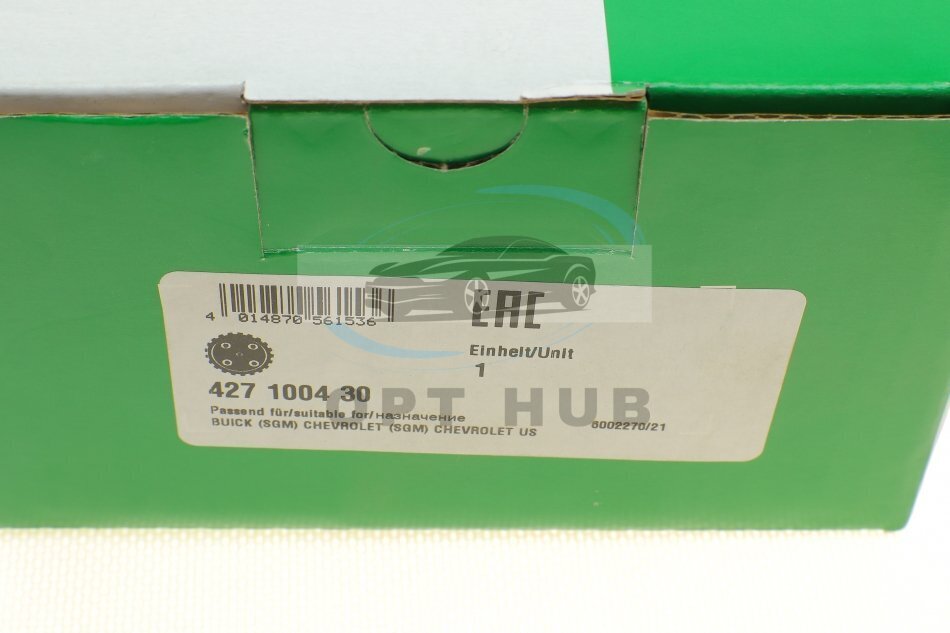 4 014870 561536
EAC
Einheit/Unit
1
427 1004 30
Passend für/suitable for/назначение
BUICK (SGM) CHEVROLET (SGM) CHEVROLET US
6002270/21
OPT HUB